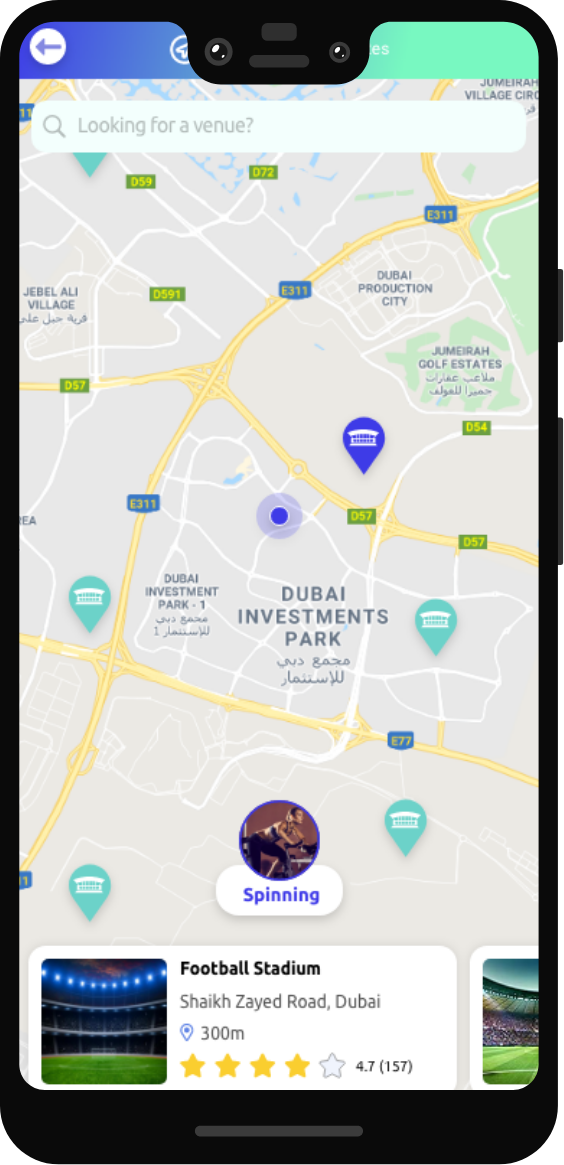 Looking for a venue?
JUMEIRAH
VILLAGE CIRC
D59
D72
E311
DUBAI
PRODUCTION
CITY
JEBEL ALI
VILLAGE
قرية جبل علي
D591
E311
JUMEIRAH
GOLF ESTATES
ملاعب عقارات
جميرا للغولف
D57
D54
E311
D57
D57
DUBAI
INVESTMENT
PARK - 1
مجمع دبي
للإستثمار 1
DUBAI
INVESTMENTS
PARK
مجمع دبي
للإستثمار
E77
Spinning
Football Stadium
Shaikh Zayed Road, Dubai
300m
4.7 (157)